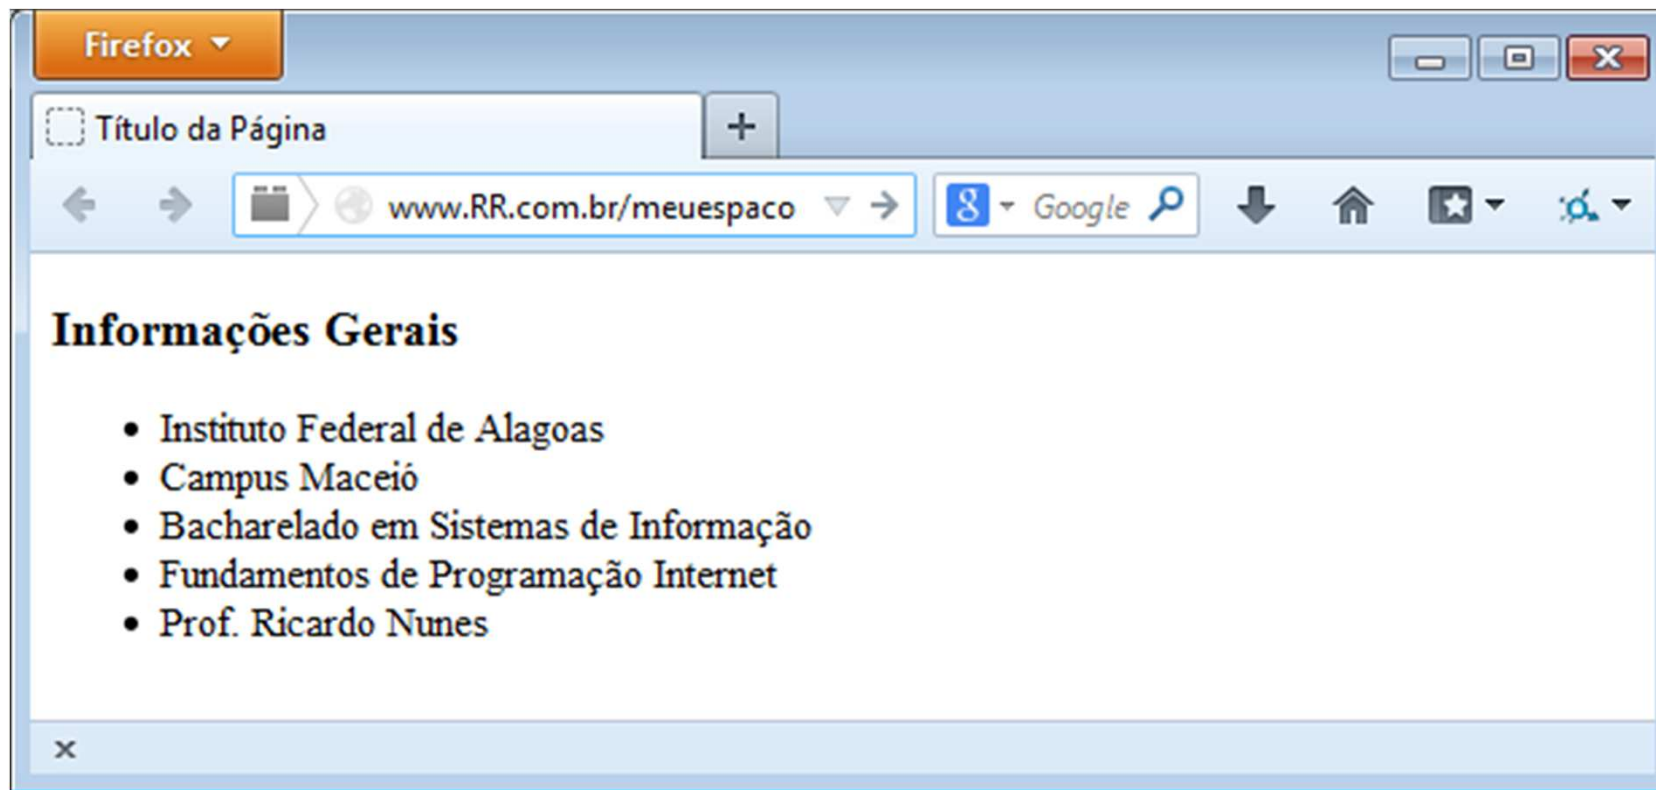 Firefox
Título da Página
+
www.RR.com.br/meuespaco
8 Google
Informações Gerais
• Instituto Federal de Alagoas
• Campus Maceió
• Bacharelado em Sistemas de Informação
• Fundamentos de Programação Internet
• Prof. Ricardo Nunes
×